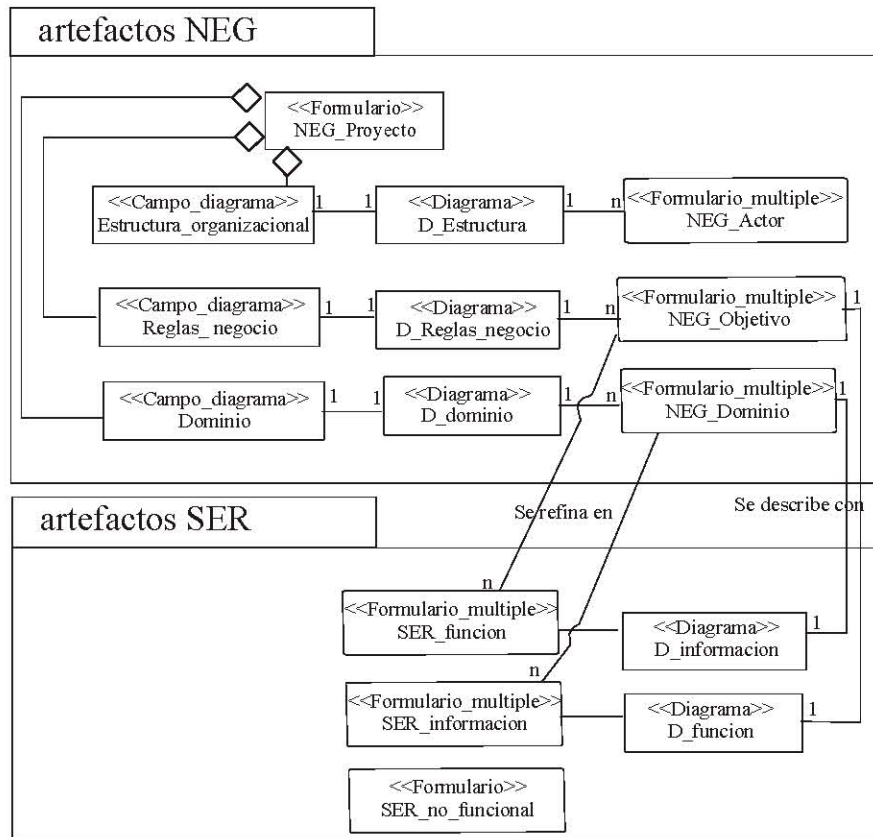 artefactos NEG
<<Formulario>>
NEG_Proyecto
<<Campo_diagrama>>
Estructura_organizacional
1
1
<<Diagrama>>
D_Estructura
1
n
<<Formulario_multiple>>
NEG_Actor
<<Campo_diagrama>>
Reglas_ negocio
1
1
<<Diagrama>>
D_Reglas_negocio
1
n
<<Formulario_multiple>>
NEG_Objetivo
1
<<Campo_diagrama>>
Dominio
1
1
<<Diagrama>>
D_dominio
1
n
<<Formulario_multiple>>
NEG_Dominio
1
Se refina en
Se describe con
artefactos SER
n
<<Formulario_multiple>>
SER_funcion
<<Diagrama>>
D_informacion
1
n
<<Formulario_multiple>>
SER_informacion
<<Diagrama>>
D_funcion
1
<<Formulario>>
SER_no_funcional